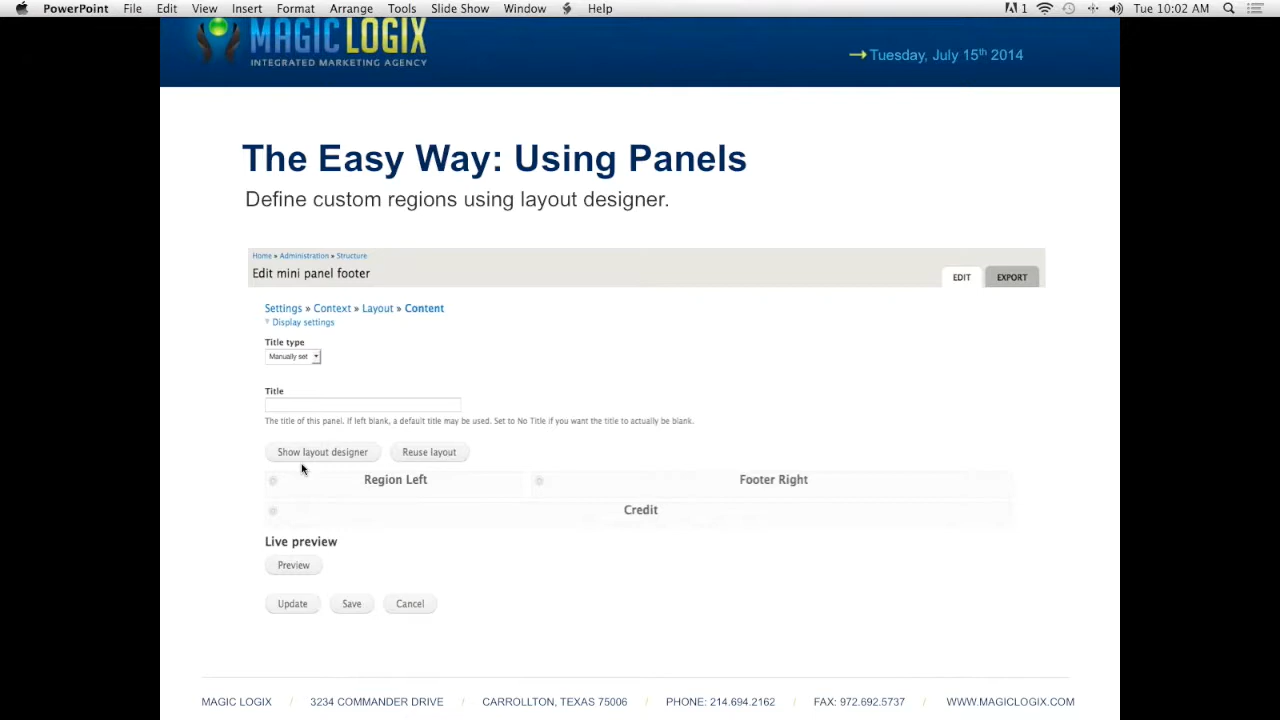 PowerPoint File Edit View Insert Format Arrange Tools Slide Show Window Help 1 Tue 10:02 AM
MAGIC LOGIX
INTEGRATED MARKETING AGENCY
Tuesday, July 15th 2014
The Easy Way: Using Panels
Define custom regions using layout designer.
Home » Administration » Structure
Edit mini panel footer
EDIT EXPORT
Settings » Context » Layout » Content
Display settings
Title type
Manually set
Title
The title of this panel. If left blank, a default title may be used. Set to No Title if you want the title to actually be blank.
Show layout designer Reuse layout
Region Left Footer Right
Credit
Live preview
Preview
Update Save Cancel
MAGIC LOGIX / 3234 COMMANDER DRIVE / CARROLLTON, TEXAS 75006 / PHONE: 214.694.2162 / FAX: 972.692.5737 / WWW.MAGICLOGIX.COM